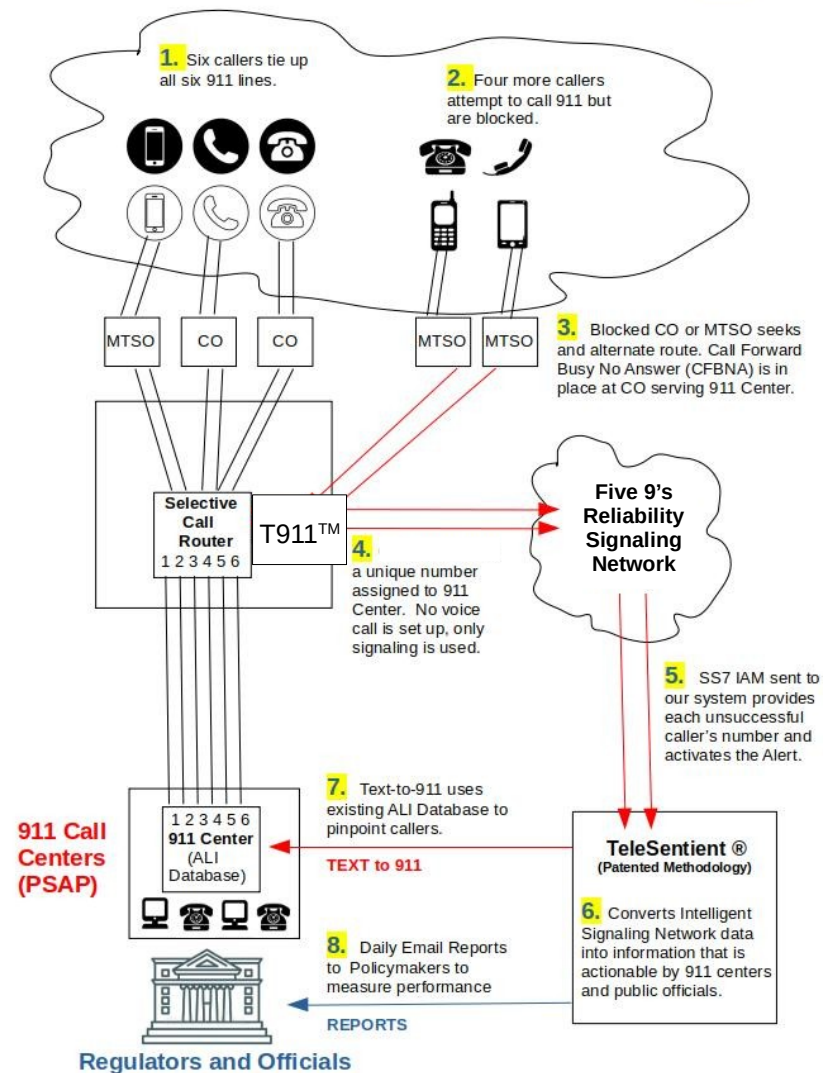 1. Six callers tie up
all six 911 lines.
2. Four more callers
attempt to call 911 but
are blocked.
MTSO
CO
CO
MTSO
MTSO
3. Blocked CO or MTSO seeks
and alternate route. Call Forward
Busy No Answer (CFBNA) is in
place at CO serving 911 Center.
Selective
Call
Router
1 2 3 4 5 6
T911™
Five 9's
Reliability
Signaling
Network
4.
a unique number
assigned to 911
Center. No voice
call is set up, only
signaling is used.
5. SS7 IAM sent to
our system provides
each unsuccessful
caller's number and
activates the Alert.
911 Call
Centers
(PSAP)
1 2 3 4 5 6
911 Center
(ALI
Database)
7. Text-to-911 uses
existing ALI Database to
pinpoint callers.
TEXT to 911
TeleSentient ®
(Patented Methodology)
6. Converts Intelligent
Signaling Network data
into information that is
actionable by 911 centers
and public officials.
8. Daily Email Reports
to Policymakers to
measure performance
REPORTS
Regulators and Officials